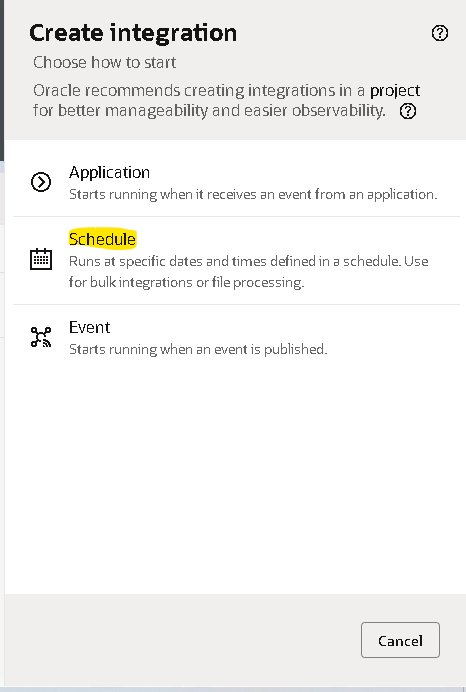 Create integration
Choose how to start
Oracle recommends creating integrations in a project
for better manageability and easier observability.
Application
Starts running when it receives an event from an application.
Schedule
Runs at specific dates and times defined in a schedule. Use
for bulk integrations or file processing.
Event
Starts running when an event is published.
Cancel